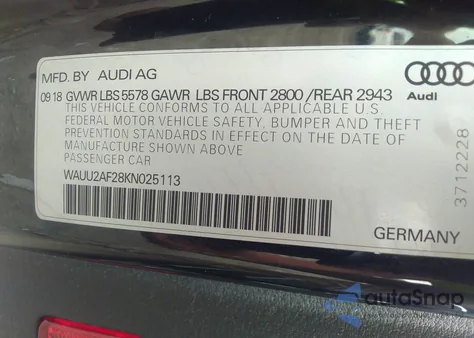 MFD. BY AUDI AG
09 18 GVWR LBS 5578 GAWR LBS FRONT 2800 /REAR 2943
THIS VEHICLE CONFORMS TO ALL APPLICABLE U.S.
FEDERAL MOTOR VEHICLE SAFETY, BUMPER AND THEFT
PREVENTION STANDARDS IN EFFECT ON THE DATE OF
MANUFACTURE SHOWN ABOVE
PASSENGER CAR
WAUU2AF28KN025113
Audi
3712228
GERMANY
autoSnap